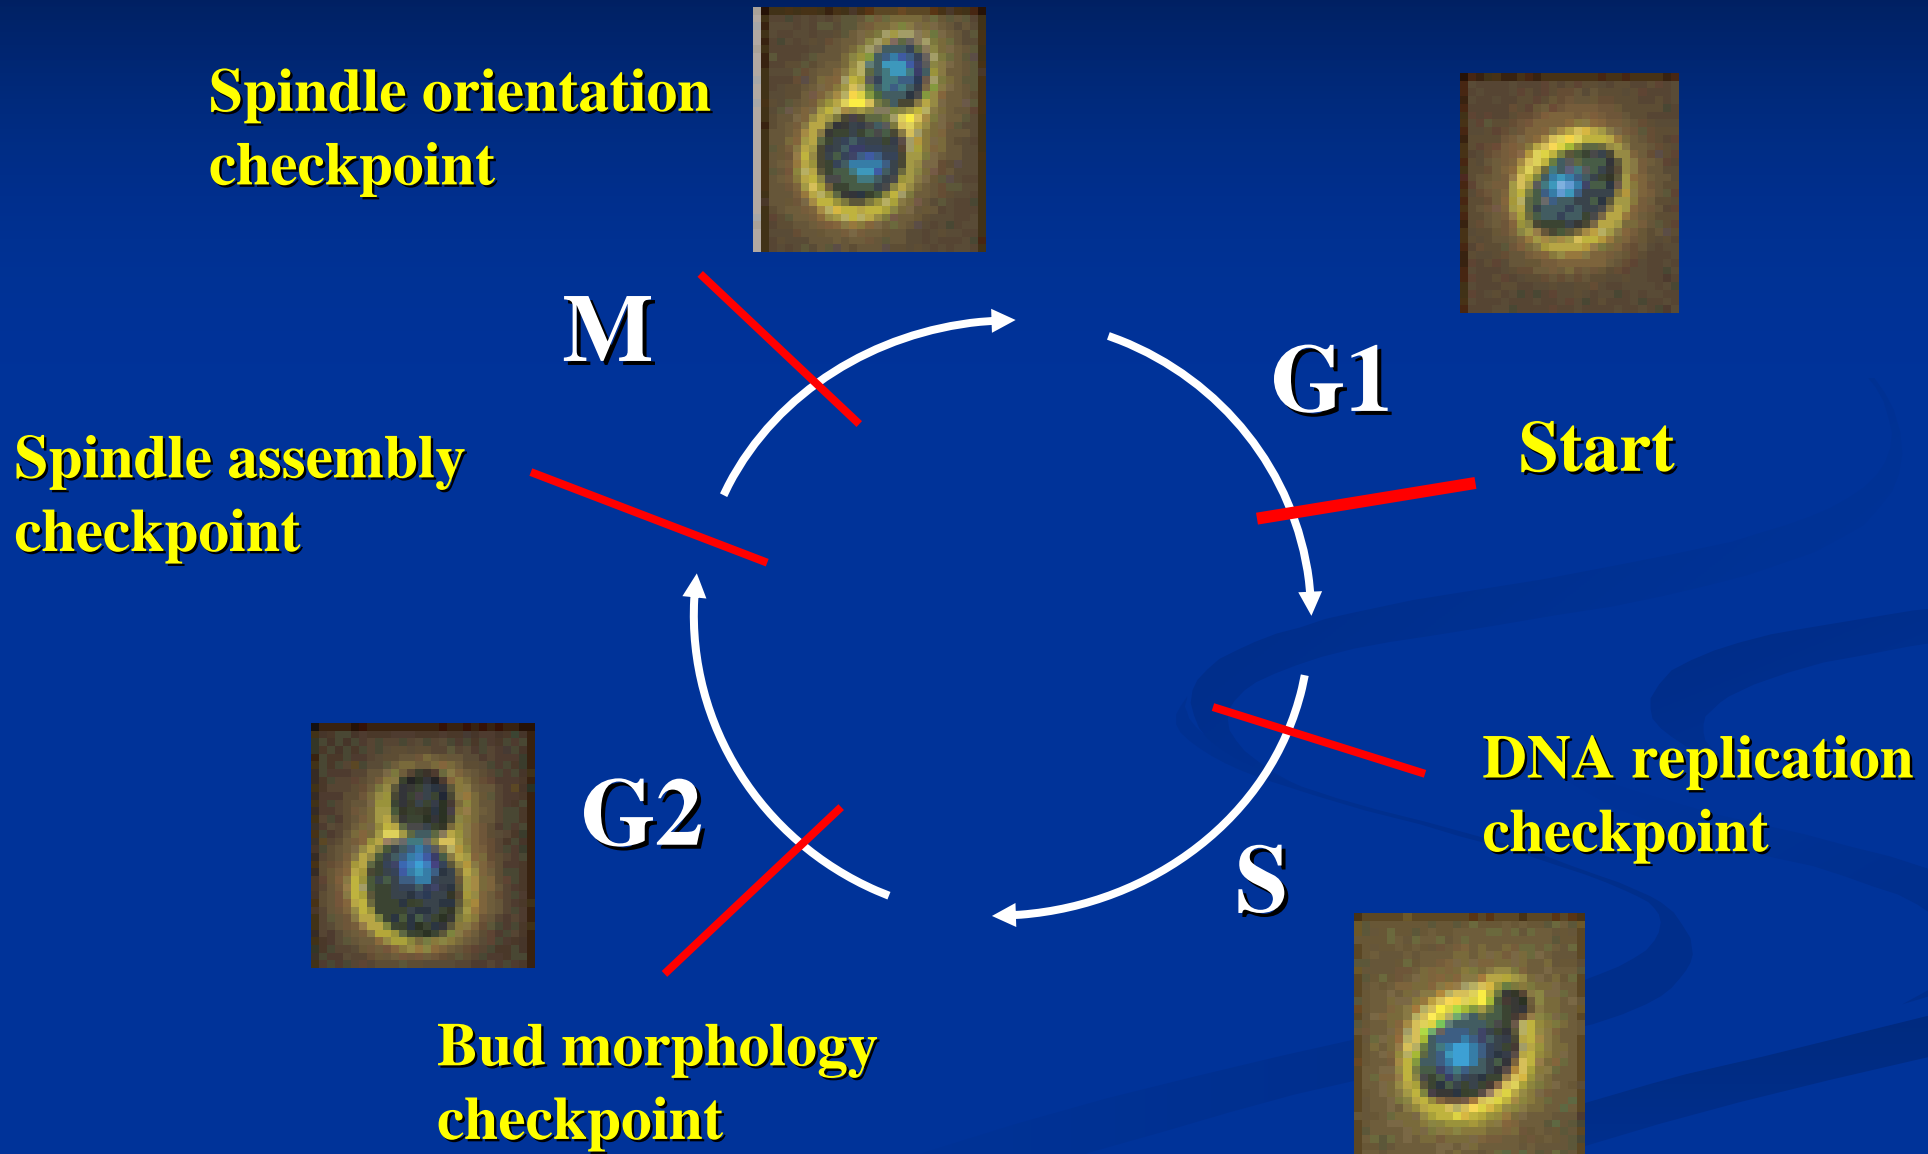 Spindle orientation
checkpoint
M
G1
Start
Spindle assembly
checkpoint
DNA replication
checkpoint
G2
S
Bud morphology
checkpoint